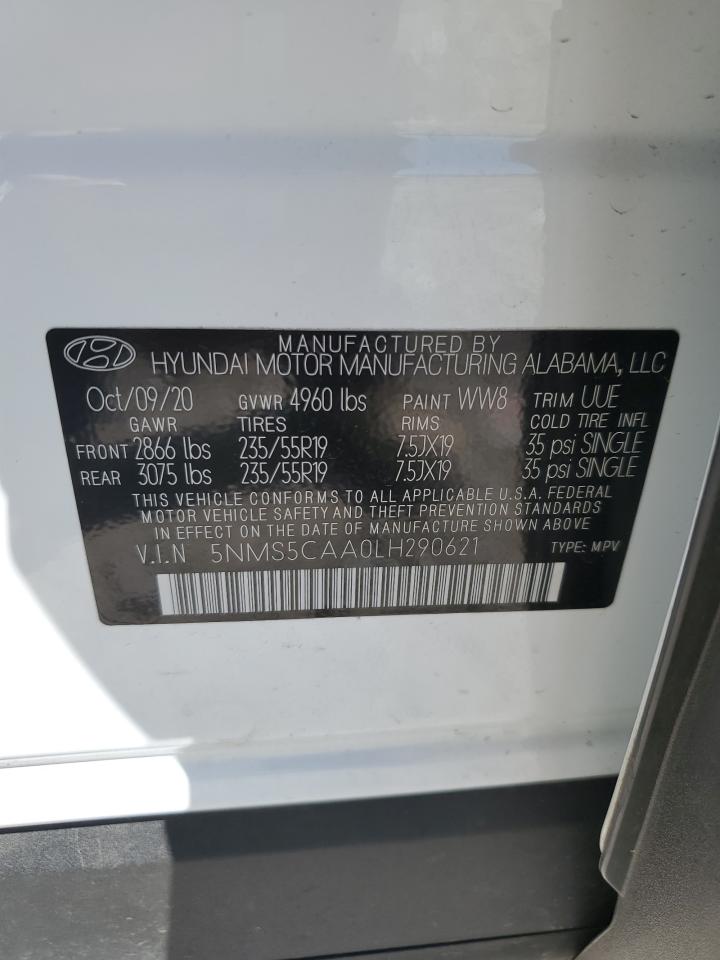 MANUFACTURED BY
HYUNDAI MOTOR MANUFACTURING ALABAMA, LLC
Oct/09/20 GVWR 4960 lbs PAINT WW8 TRIM UUE
GAWR TIRES RIMS COLD TIRE INFL
FRONT 2866 lbs 235/55R19 7.5JX19 35 psi SINGLE
REAR 3075 lbs 235/55R19 7.5JX19 35 psi SINGLE
THIS VEHICLE CONFORMS TO ALL APPLICABLE U.S.A. FEDERAL
MOTOR VEHICLE SAFETY AND THEFT PREVENTION STANDARDS
IN EFFECT ON THE DATE OF MANUFACTURE SHOWN ABOVE
V.I.N 5NMS5CAA0LH290621 TYPE: MPV